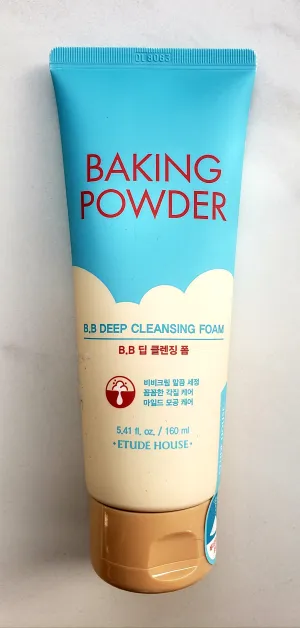 BAKING
POWDER
B.B DEEP CLEANSING FOAM
B.B 딥 클렌징 폼
비비크림 말끔 세정
꼼꼼한 각질 케어
마일드 모공 케어
5.41 fl. oz. / 160 ml
·ETUDE HOUSE·